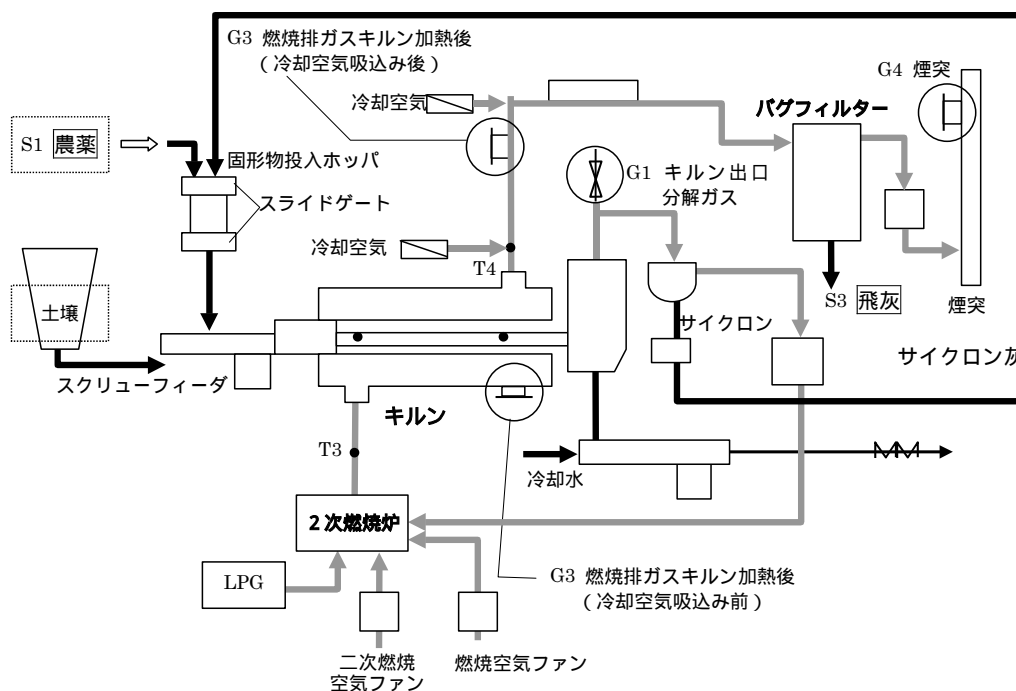 G3 燃焼排ガスキルン加熱後
(冷却空気吸込み後)
冷却空気
G4 煙突
バグフィルター
S1 農薬
固形物投入ホッパ
G1 キルン出口
分解ガス
スライドゲート
冷却空気
T4
S3 飛灰
煙突
土壌
サイクロン
サイクロン灰
スクリューフィーダ
キルン
T3
冷却水
2次燃焼炉
LPG
G3 燃焼排ガスキルン加熱後
(冷却空気吸込み前)
二次燃焼
空気ファン
燃焼空気ファン